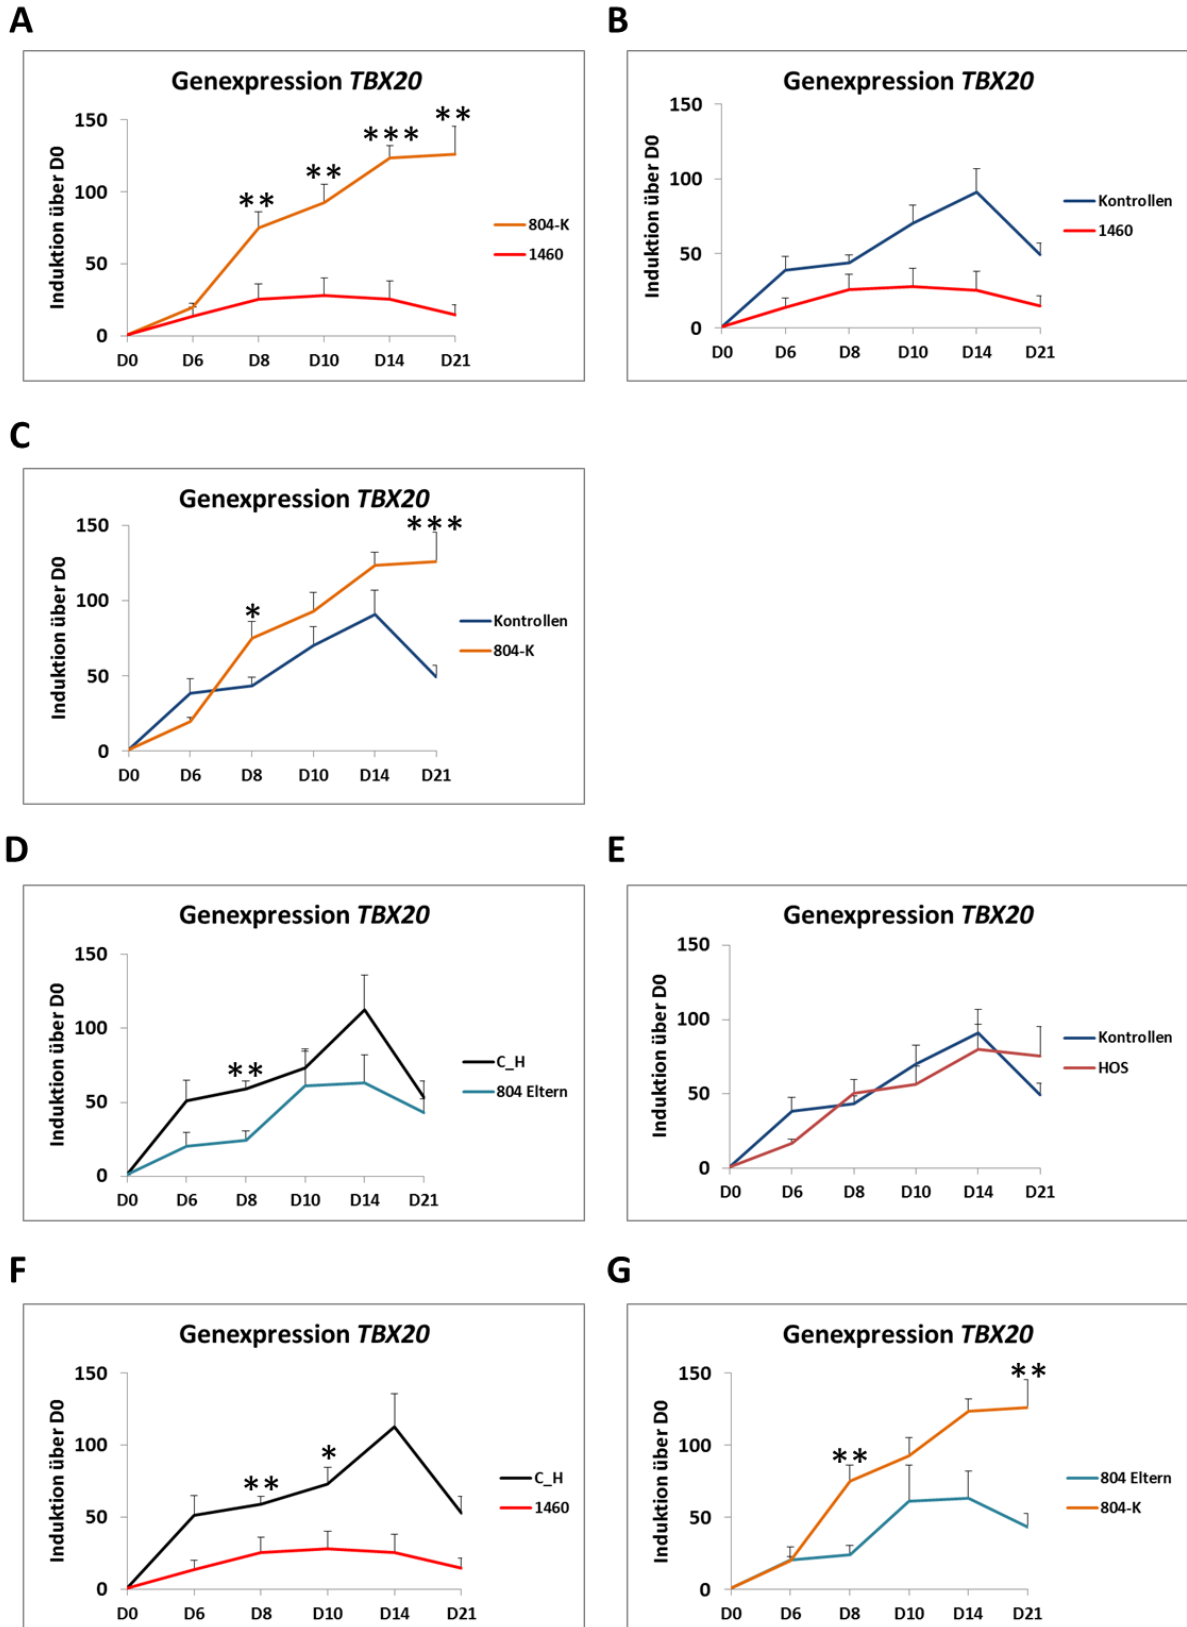 A
Genexpression TBX20
Induktion über D0
150
100
50
0
** ** *** **
D0 D6 D8 D10 D14 D21
804-K
1460
B
Genexpression TBX20
Induktion über D0
150
100
50
0
D0 D6 D8 D10 D14 D21
Kontrollen
1460
C
Genexpression TBX20
Induktion über D0
150
100
50
0
* ***
D0 D6 D8 D10 D14 D21
Kontrollen
804-K
D
Genexpression TBX20
Induktion über D0
150
100
50
0
**
D0 D6 D8 D10 D14 D21
C_H
804 Eltern
E
Genexpression TBX20
Induktion über D0
150
100
50
0
D0 D6 D8 D10 D14 D21
Kontrollen
HOS
F
Genexpression TBX20
Induktion über D0
150
100
50
0
** *
D0 D6 D8 D10 D14 D21
C_H
1460
G
Genexpression TBX20
Induktion über D0
150
100
50
0
** **
D0 D6 D8 D10 D14 D21
804 Eltern
804-K